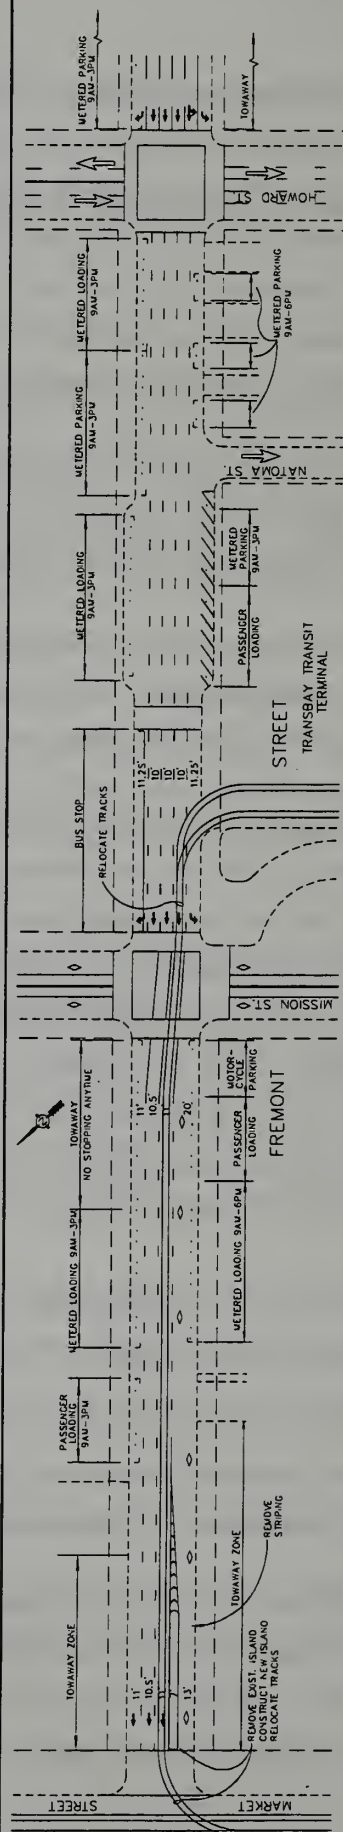 METERED PARKING
9AM-3PM
TOWAWAY
HOWARD ST.
METERED LOADING
9AM-3PM
METERED PARKING
9AM-6PM
METERED PARKING
9AM-3PM
NATOMA ST.
METERED LOADING
9AM-3PM
METERED PARKING
9AM-3PM
PASSENGER
LOADING
STREET
TRANSBAY TRANSIT
TERMINAL
BUS STOP
11.25'
10'
10'
10'
11.25'
RELOCATE TRACKS
MISSION ST.
TOWAWAY
NO STOPPING ANYTIME
MOTOR-
CYCLE
PARKING
11'
10.5'
11'
20'
PASSENGER
LOADING
FREMONT
METERED LOADING 9AM-3PM
METERED LOADING 9AM-6PM
PASSENGER
LOADING
9AM-3PM
TOWAWAY ZONE
TOWAWAY ZONE
REMOVE
STRIPING
11'
10.5'
11'
13'
REMOVE EXIST. ISLAND
CONSTRUCT NEW ISLAND
RELOCATE TRACKS
STREET
MARKET